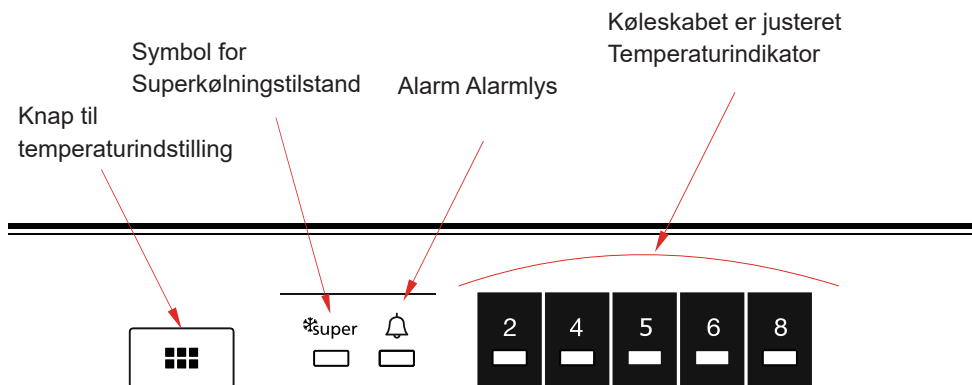 Køleskabet er justeret
Temperaturindikator
Symbol for
Superkølningstilstand
Alarm Alarmlys
Knap til
temperaturindstilling
super
2 4 5 6 8